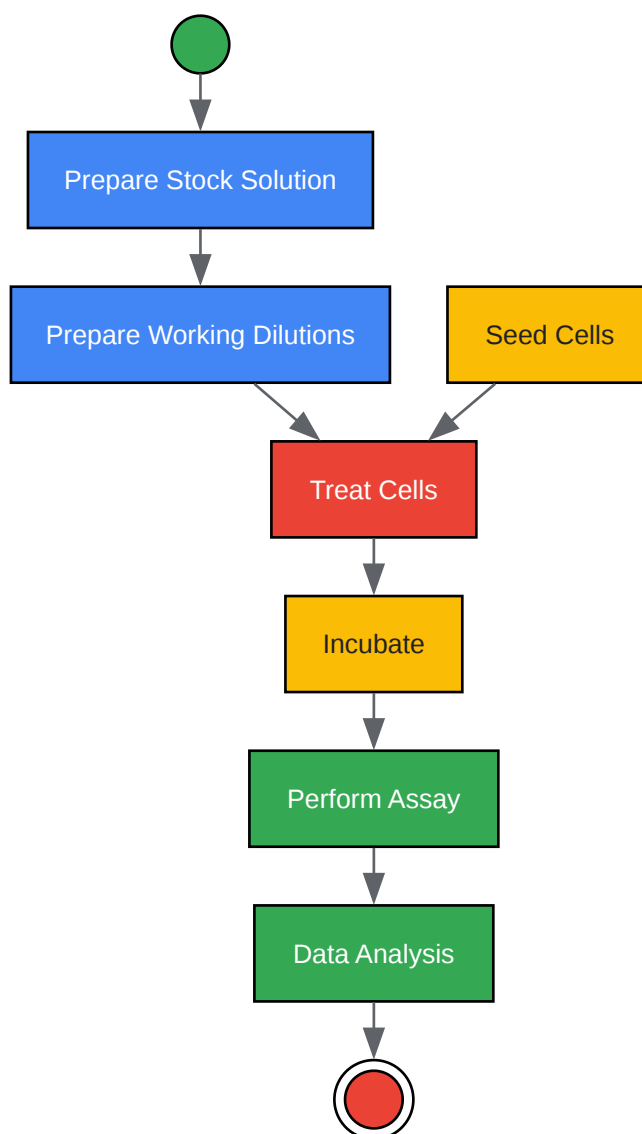 Prepare Stock Solution
Prepare Working Dilutions
Seed Cells
Treat Cells
Incubate
Perform Assay
Data Analysis